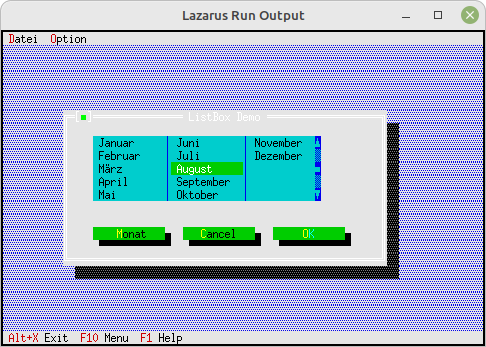 Lazarus Run Output
Datei Option
ListBox Demo
Januar Juni November
Februar Juli Dezember
März August
April September
Mai Oktober
Monat Cancel OK
Alt+X Exit F10 Menu F1 Help